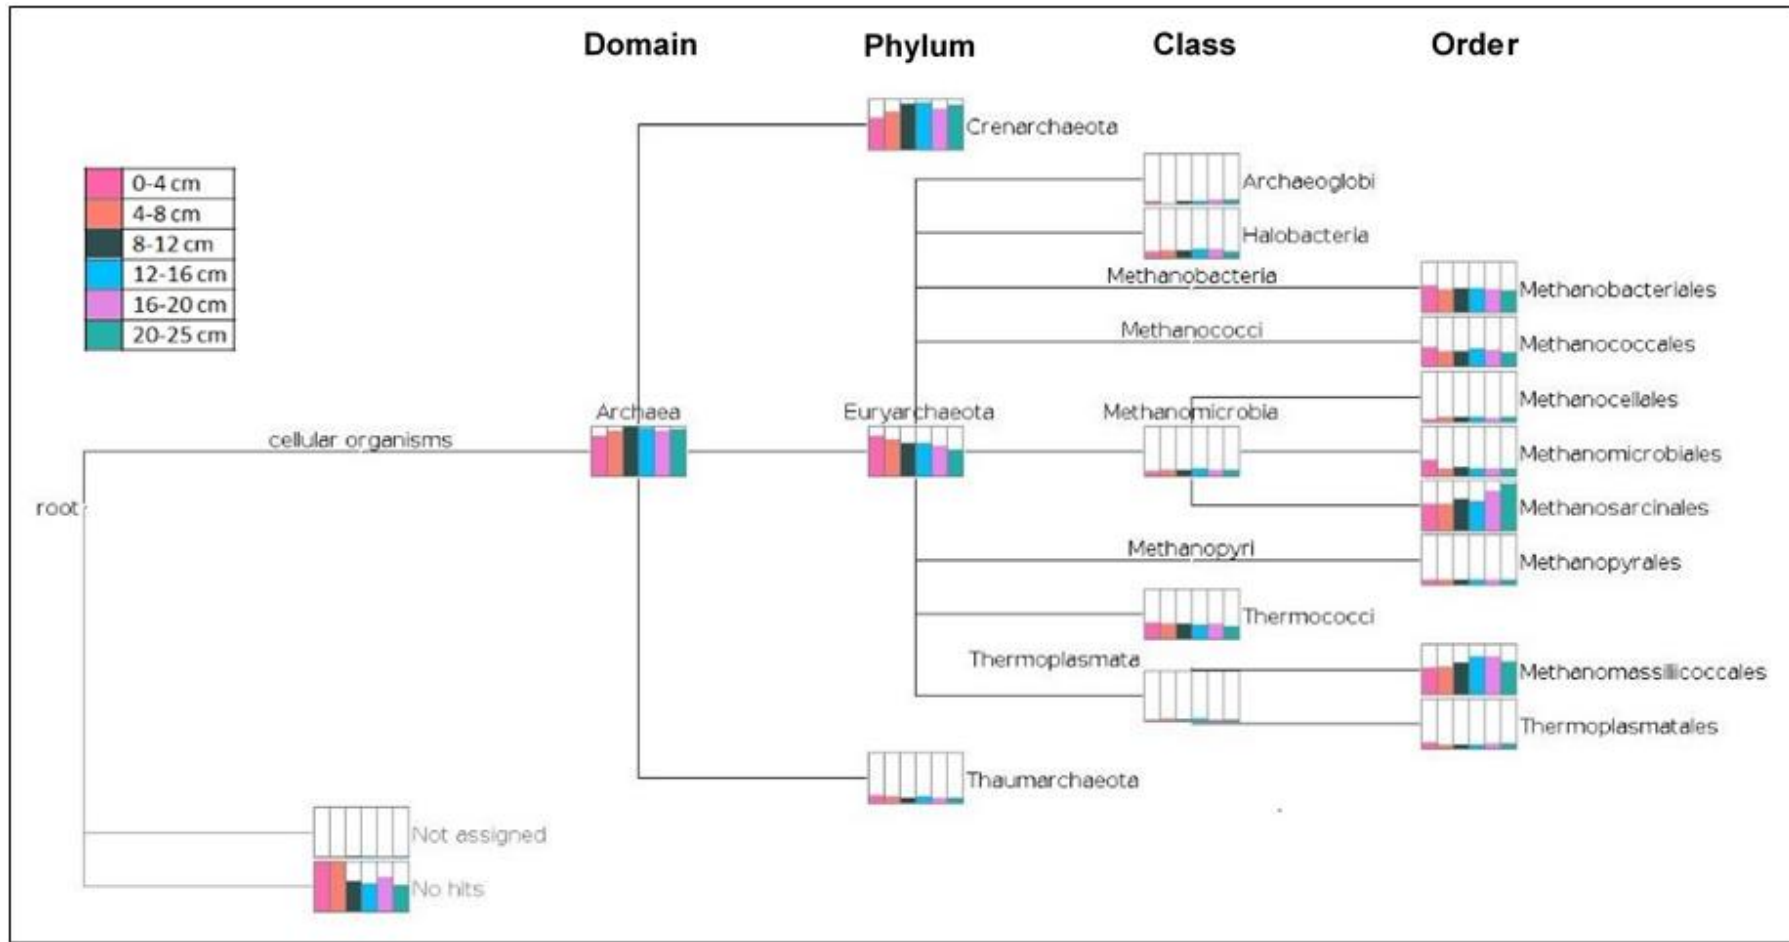 Domain Phylum Class Order
Crenarchaeota
0-4 cm
4-8 cm
8-12 cm
12-16 cm
16-20 cm
20-25 cm
Archaeoglobi
Halobacteria
Methanobacteria
Methanobacteriales
Methanococci
Methanococcales
Methanocellales
Archaea
Euryarchaeota
Methanomicrobia
cellular organisms
Methanomicrobiales
root
Methanosarcinales
Methanopyri
Methanopyrales
Thermococci
Thermoplasmata
Methanomassilicoccales
Thermoplasmatales
Thaumarchaeota
Not assigned
No hits